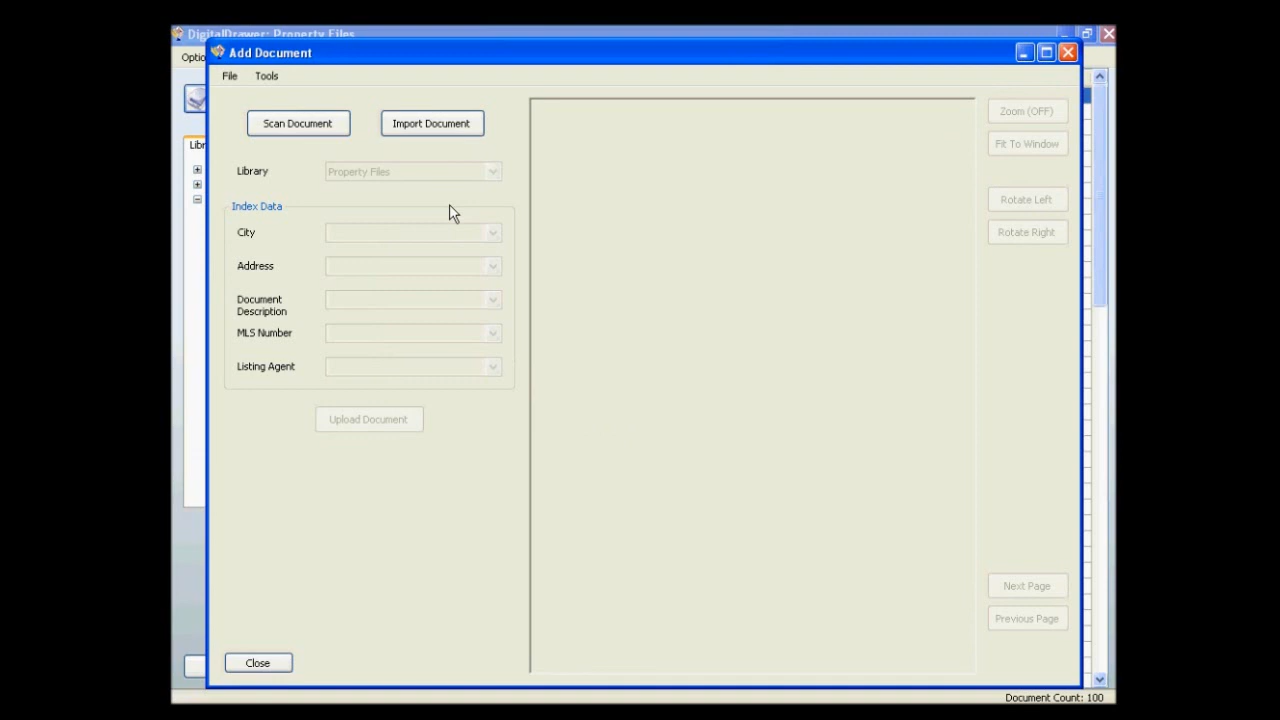 DigitalDrawer: Property Files
Optio
Add Document
File Tools
Scan Document Import Document
Zoom (OFF)
Fit To Window
Libr
Library Property Files
Rotate Left
Index Data
City
Rotate Right
Address
Document
Description
MLS Number
Listing Agent
Upload Document
Next Page
Previous Page
Close
Document Count: 100